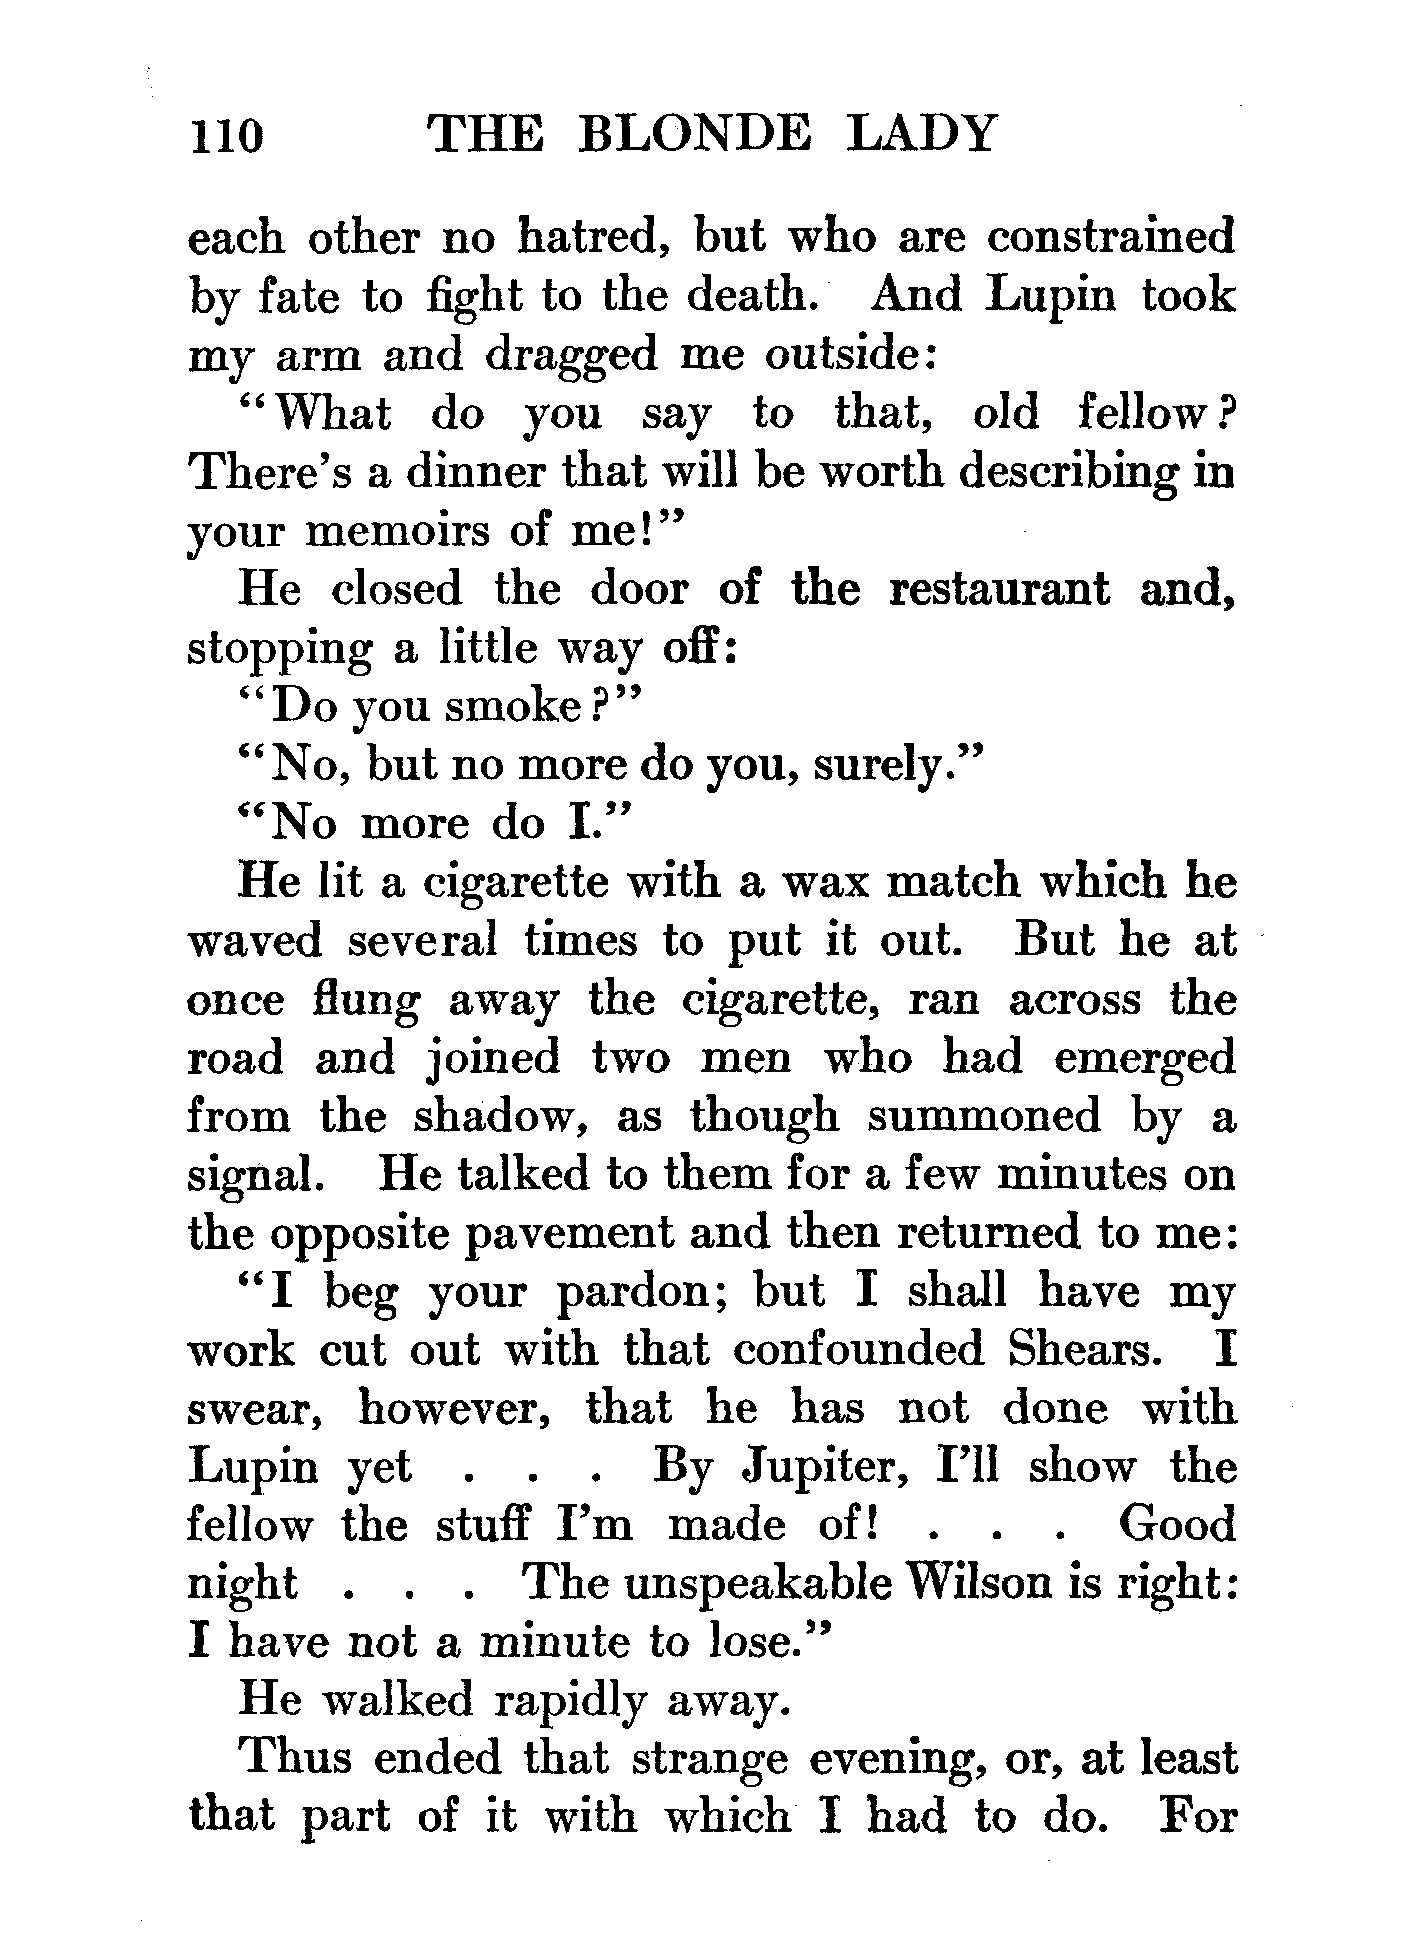 110 THE BLONDE LADY
each other no hatred, but who are constrained
by fate to fight to the death. And Lupin took
my arm and dragged me outside:
“What do you say to that, old fellow?
There’s a dinner that will be worth describing in
your memoirs of me!”
He closed the door of the restaurant and,
stopping a little way off:
“Do you smoke?”
“No, but no more do you, surely.”
“No more do I.”
He lit a cigarette with a wax match which he
waved several times to put it out. But he at
once flung away the cigarette, ran across the
road and joined two men who had emerged
from the shadow, as though summoned by a
signal. He talked to them for a few minutes on
the opposite pavement and then returned to me:
“I beg your pardon; but I shall have my
work cut out with that confounded Shears. I
swear, however, that he has not done with
Lupin yet . . . By Jupiter, I’ll show the
fellow the stuff I’m made of! . . . Good
night . . . The unspeakable Wilson is right:
I have not a minute to lose.”
He walked rapidly away.
Thus ended that strange evening, or, at least
that part of it with which I had to do. For